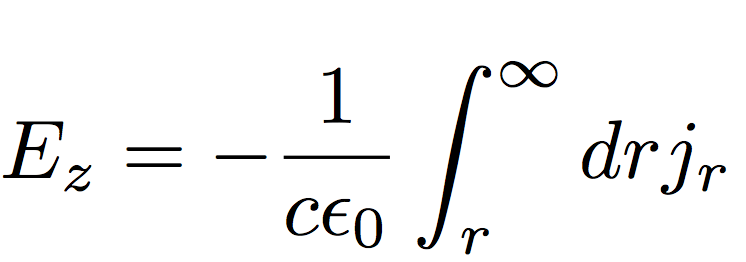 E_z = -\frac{1}{c\epsilon_0} \int_r^\infty dr j_r